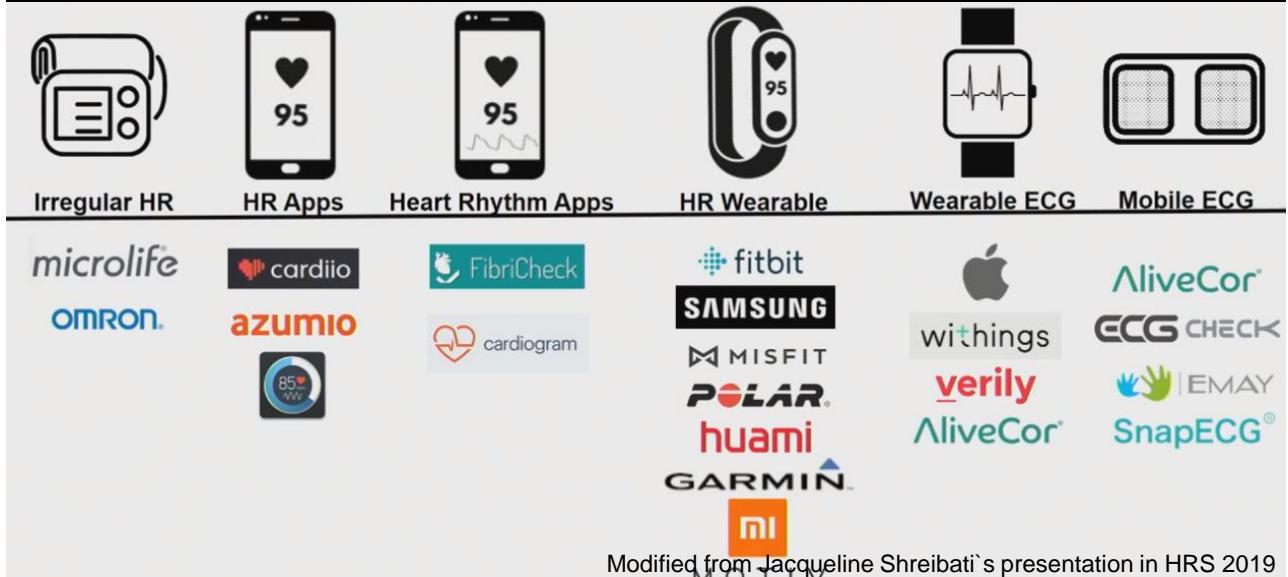 95
95
95
Irregular HR
HR Apps
Heart Rhythm Apps
HR Wearable
Wearable ECG
Mobile ECG
microlife®
OMRON®
cardiio
azumio
85
FibriCheck
cardiogram
fitbit
SAMSUNG
MISFIT
POLAR®
huami
GARMIN™
mi
withings
verily
AliveCor®
AliveCor®
ECG CHECK
EMAY
SnapECG®
Modified from Jacqueline Shreibati`s presentation in HRS 2019